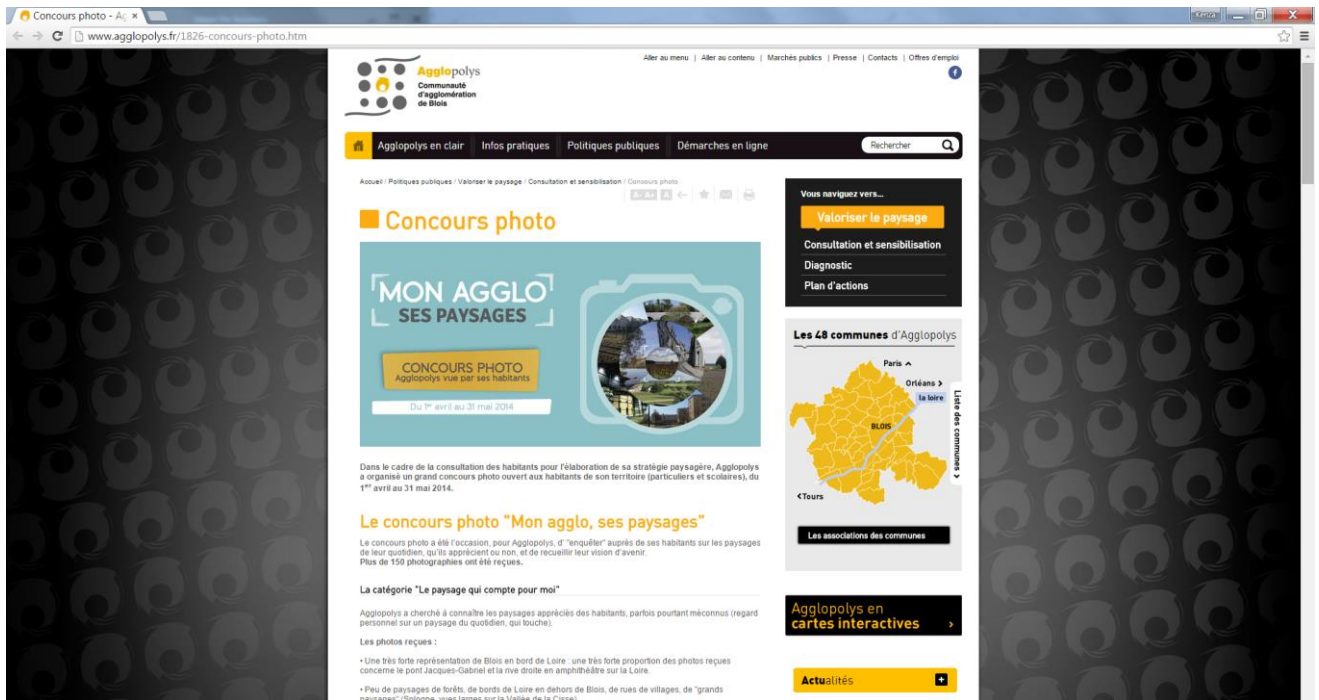 Concours photo - Ag
Kenza
www.agglopolys.fr/1826-concours-photo.htm
Aller au menu | Aller au contenu | Marchés publics | Presse | Contacts | Offres d'emploi
Agglopolys
Communauté
d'agglomération
de Blois
Agglopolys en clair Infos pratiques Politiques publiques Démarches en ligne Rechercher
Accueil / Politiques publiques / Valoriser le paysage / Consultation et sensibilisation / Concours photo
A- A+ A
Concours photo
MON AGGLO
SES PAYSAGES
CONCOURS PHOTO
Agglopolys vue par ses habitants
Du 1er avril au 31 mai 2014
Dans le cadre de la consultation des habitants pour l'élaboration de sa stratégie paysagère, Agglopolys
a organisé un grand concours photo ouvert aux habitants de son territoire (particuliers et scolaires), du
1er avril au 31 mai 2014.
Le concours photo "Mon agglo, ses paysages"
Le concours photo a été l'occasion, pour Agglopolys, d' "enquêter" auprès de ses habitants sur les paysages
de leur quotidien, qu'ils apprécient ou non, et de recueillir leur vision d'avenir.
Plus de 150 photographies ont été reçues.
La catégorie "Le paysage qui compte pour moi"
Agglopolys a cherché à connaître les paysages appréciés des habitants, parfois pourtant méconnus (regard
personnel sur un paysage du quotidien, qui touche).
Les photos reçues :
• Une très forte représentation de Blois en bord de Loire : une très forte proportion des photos reçues
concerne le pont Jacques-Gabriel et la rive droite en amphithéâtre sur la Loire.
• Peu de paysages de forêts, de bords de Loire en dehors de Blois, de rues de villages, de "grands
paysages" (Sologne, vues larges sur la Vallée de la Cisse)
Vous naviguez vers...
Valoriser le paysage
Consultation et sensibilisation
Diagnostic
Plan d'actions
Les 48 communes d'Agglopolys
Paris
Orléans >
la loire
BLOIS
<Tours
Liste des communes >
Les associations des communes
Agglopolys en
cartes interactives >
Actualités +